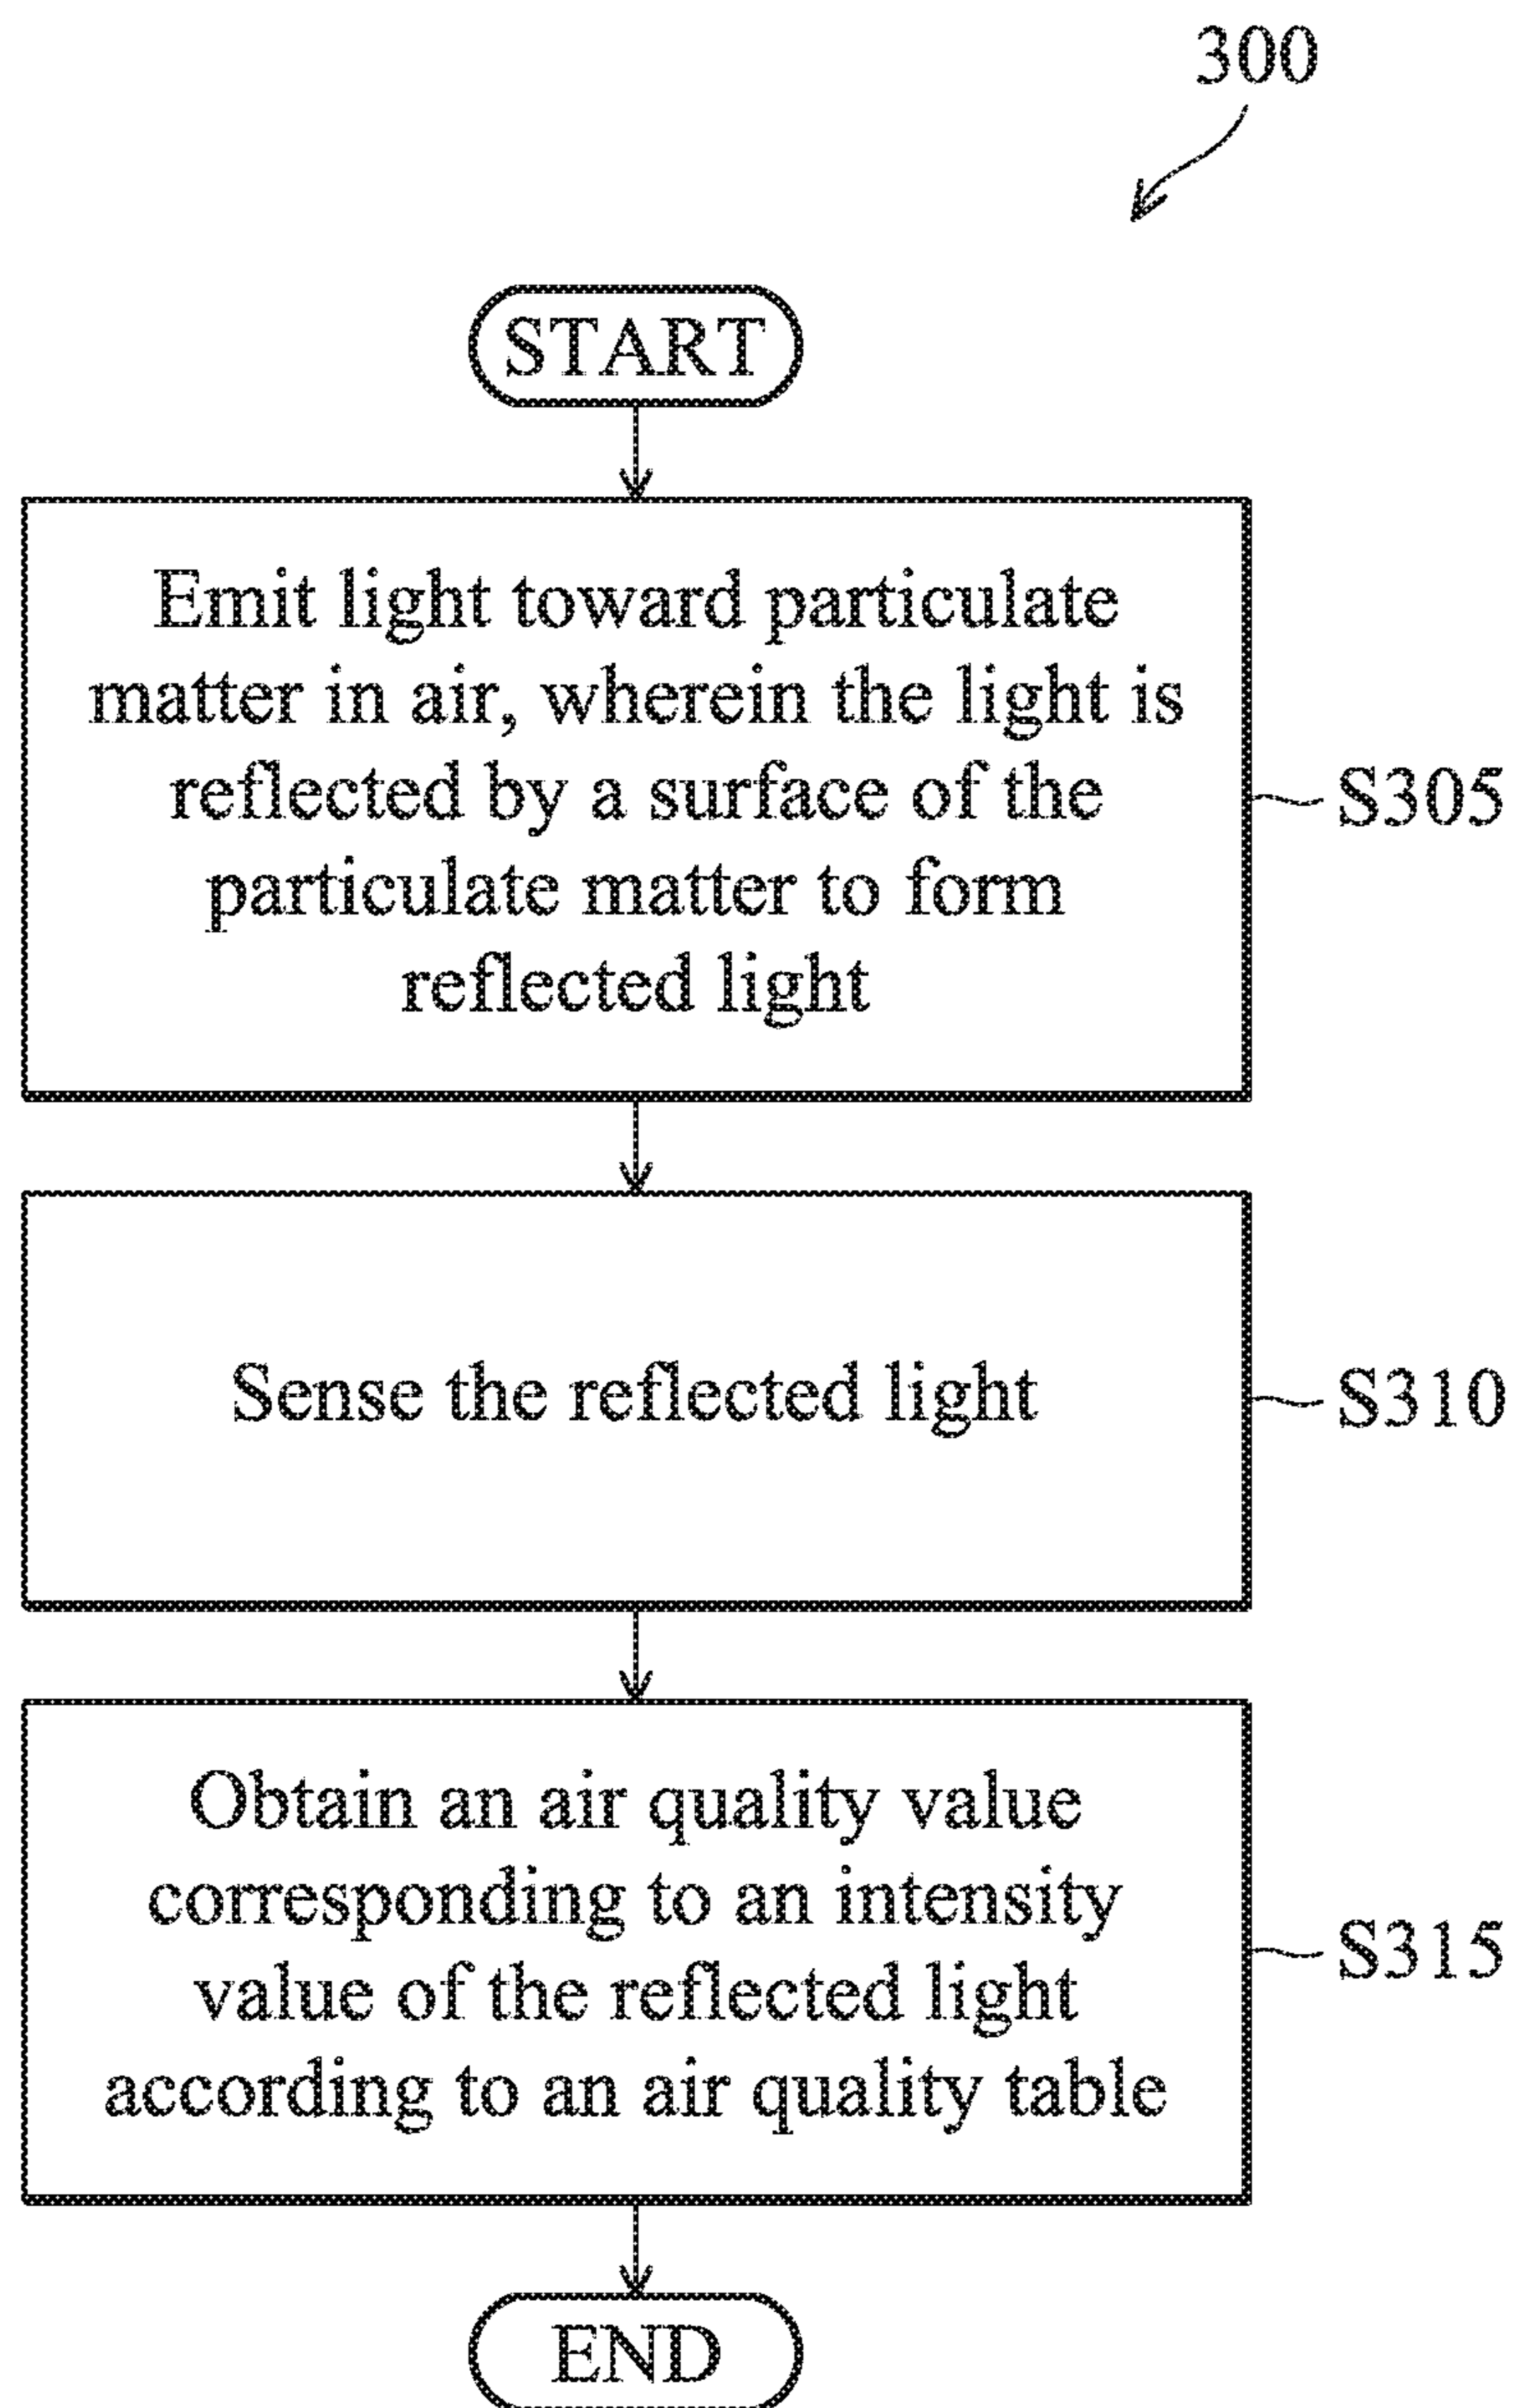 300
START
Emit light toward particulate
matter in air, wherein the light is
reflected by a surface of the
particulate matter to form
reflected light
S305
Sense the reflected light
S310
Obtain an air quality value
corresponding to an intensity
value of the reflected light
according to an air quality table
S315
END